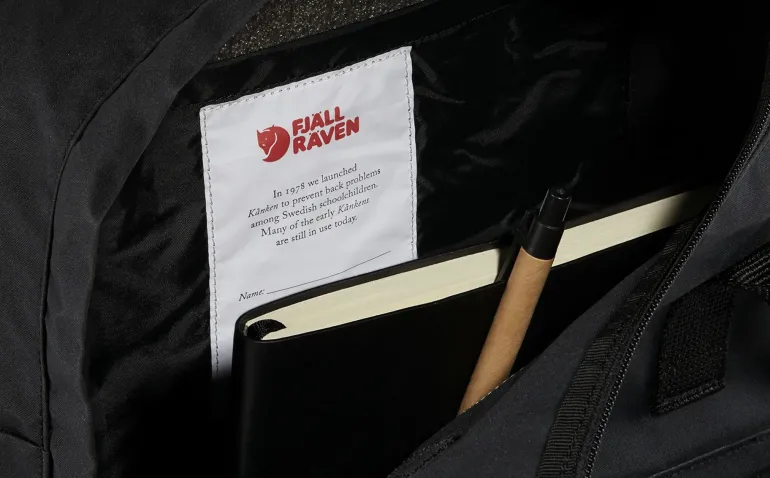 FJÄLL
RÄVEN
In 1978 we launched
Kånken to prevent back problems
among Swedish schoolchildren.
Many of the early Kånkens
are still in use today.
Name: